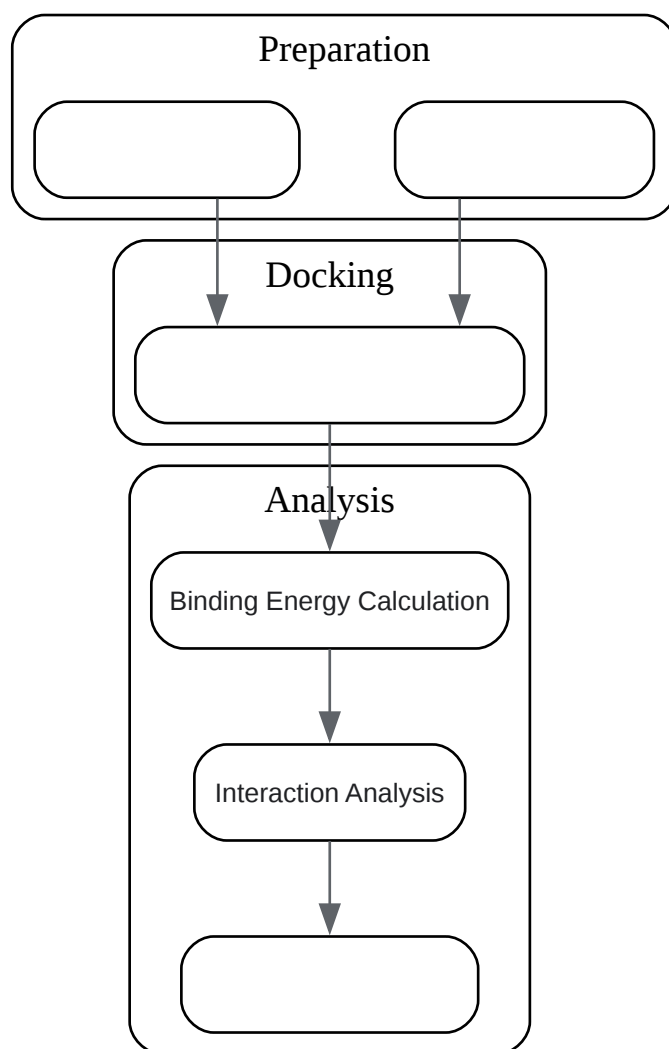 Preparation
Docking
Analysis
Binding Energy Calculation
Interaction Analysis